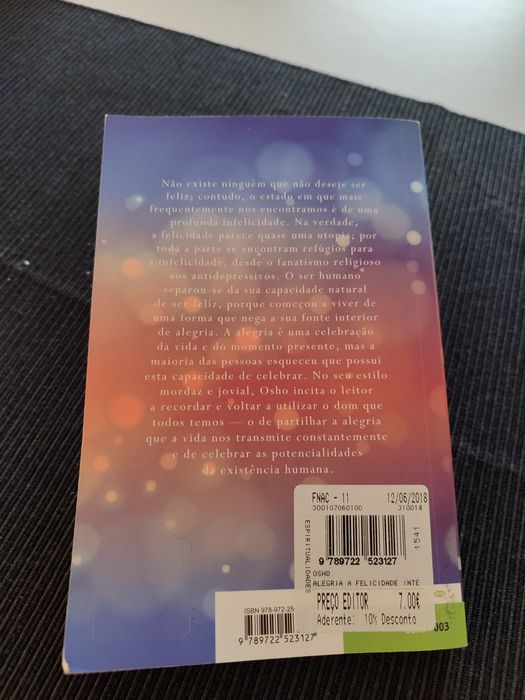 Não existe ninguém que não deseje ser
feliz; contudo, o estado em que mais
frequentemente nos encontramos é de uma
profunda infelicidade. Na verdade,
a felicidade parece quase uma utopia; por
toda a parte se encontram refúgios para
a infelicidade, desde o fanatismo religioso
aos antidepressivos. O ser humano
separou-se da sua capacidade natural
de ser feliz, porque começou a viver de
uma forma que nega a sua fonte interior
de alegria. A alegria é uma celebração
da vida e do momento presente, mas a
maioria das pessoas esqueceu que possui
esta capacidade de celebrar. No seu estilo
mordaz e jovial, Osho incita o leitor
a recordar e voltar a utilizar o dom que
todos temos — o de partilhar a alegria
que a vida nos transmite constantemente
e de celebrar as potencialidades
da existência humana.
FNAC - 11 12/06/2018
300107060100 310014
ESPIRITUALIDADES
1541
9 789722 523127
OSHO
ALEGRIA A FELICIDADE INTE
PREÇO EDITOR 7.00€
Aderente: 10% Desconto
ISBN 978-972-25
9 789722 523127
003